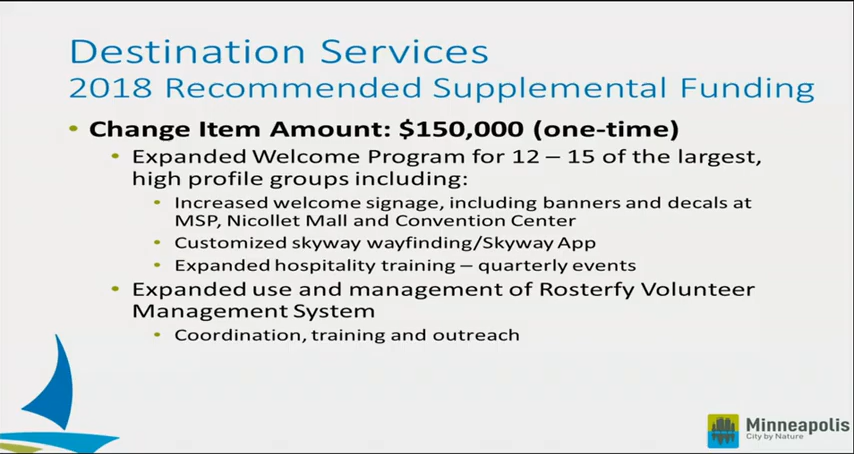 Destination Services
2018 Recommended Supplemental Funding
• Change Item Amount: $150,000 (one-time)
• Expanded Welcome Program for 12 – 15 of the largest,
high profile groups including:
• Increased welcome signage, including banners and decals at
MSP, Nicollet Mall and Convention Center
• Customized skyway wayfinding/Skyway App
• Expanded hospitality training – quarterly events
• Expanded use and management of Rosterfy Volunteer
Management System
• Coordination, training and outreach
Minneapolis
City by Nature